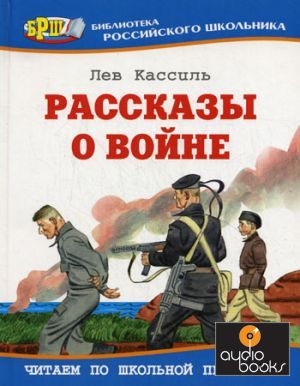 БРШ
БИБЛИОТЕКА
РОССИЙСКОГО ШКОЛЬНИКА
Лев Кассиль
РАССКАЗЫ
О ВОЙНЕ
ЧИТАЕМ ПО ШКОЛЬНОЙ
audio
books